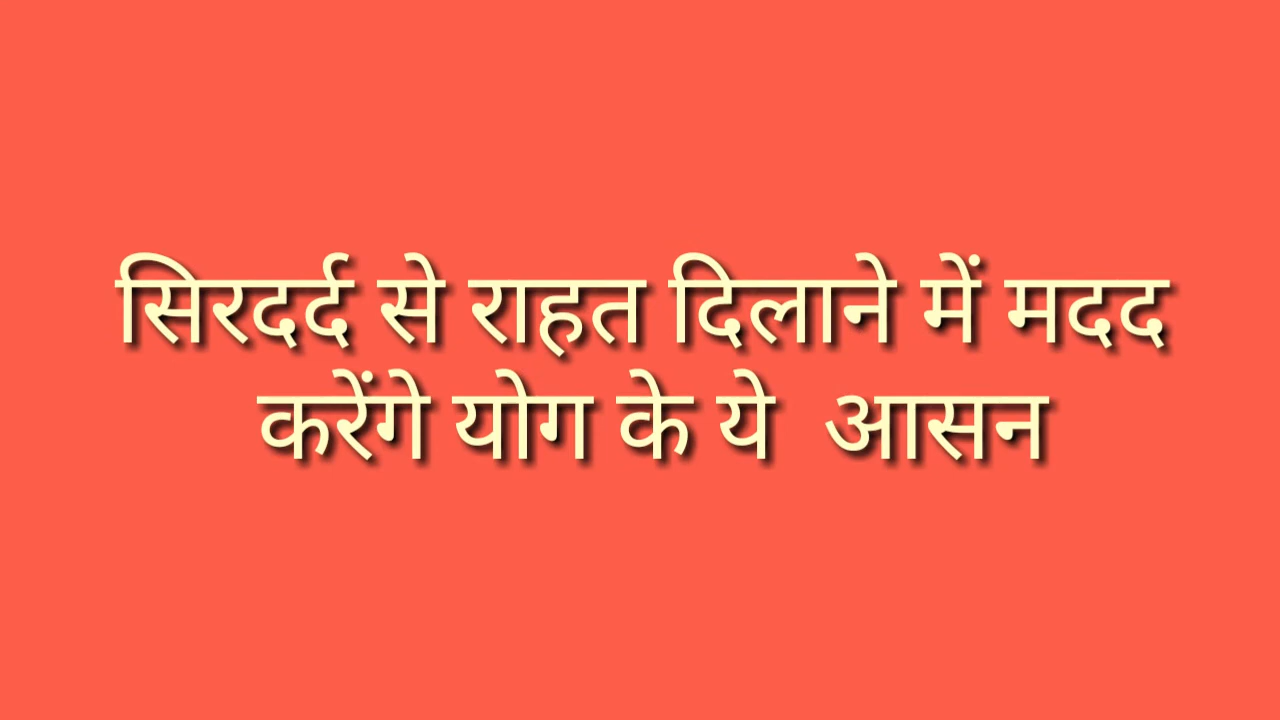 सिरदर्द से राहत दिलाने में मदद
करेंगे योग के ये  आसन